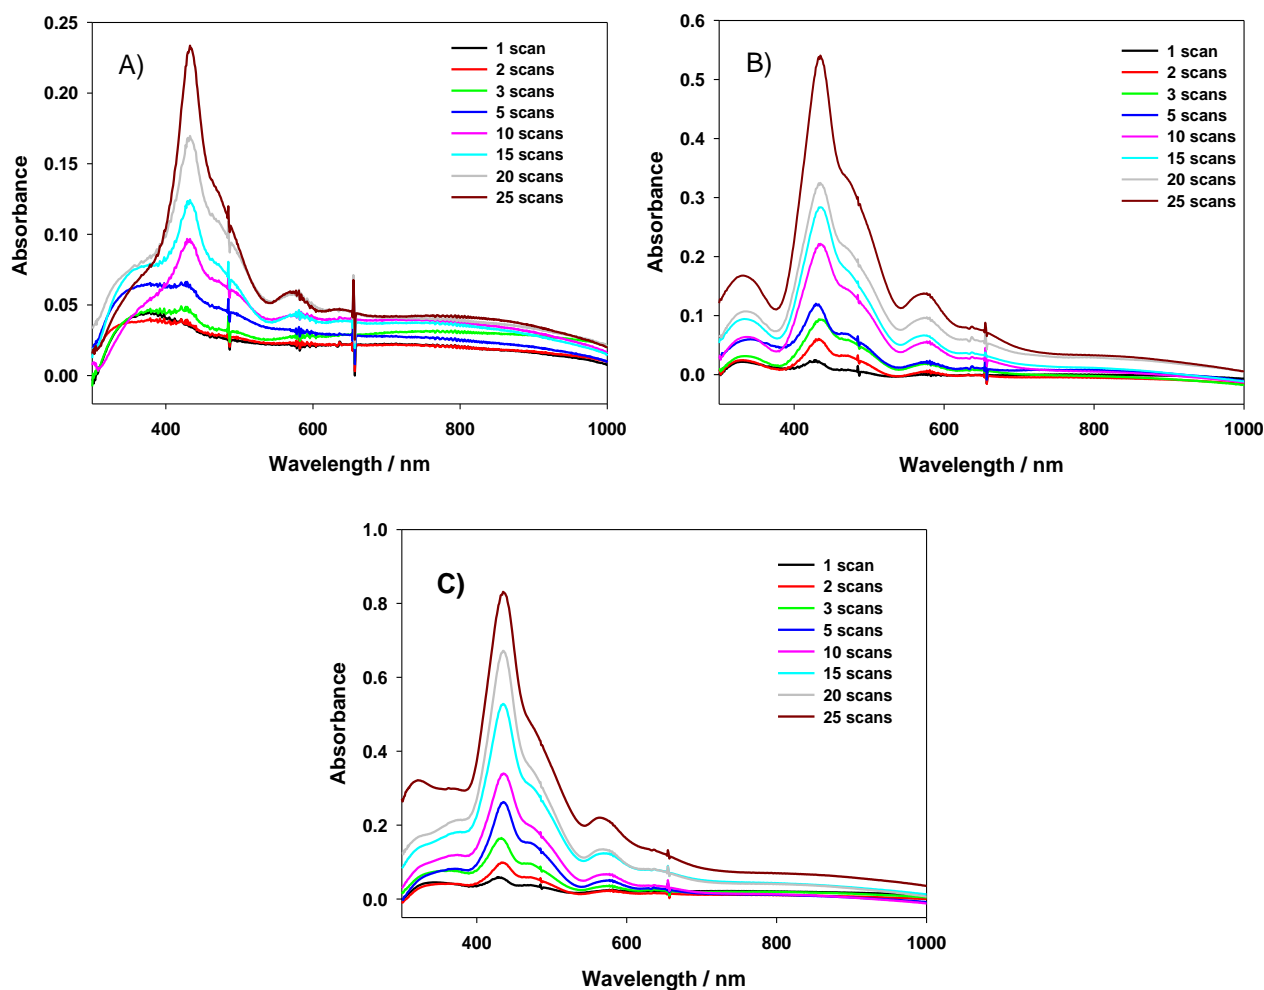 A)
Absorbance
0.25
0.20
0.15
0.10
0.05
0.00
1 scan
2 scans
3 scans
5 scans
10 scans
15 scans
20 scans
25 scans
400
600
800
1000
Wavelength / nm
B)
Absorbance
0.6
0.5
0.4
0.3
0.2
0.1
0.0
1 scan
2 scans
3 scans
5 scans
10 scans
15 scans
20 scans
25 scans
400
600
800
1000
Wavelength / nm
C)
Absorbance
1.0
0.8
0.6
0.4
0.2
0.0
1 scan
2 scans
3 scans
5 scans
10 scans
15 scans
20 scans
25 scans
400
600
800
1000
Wavelength / nm